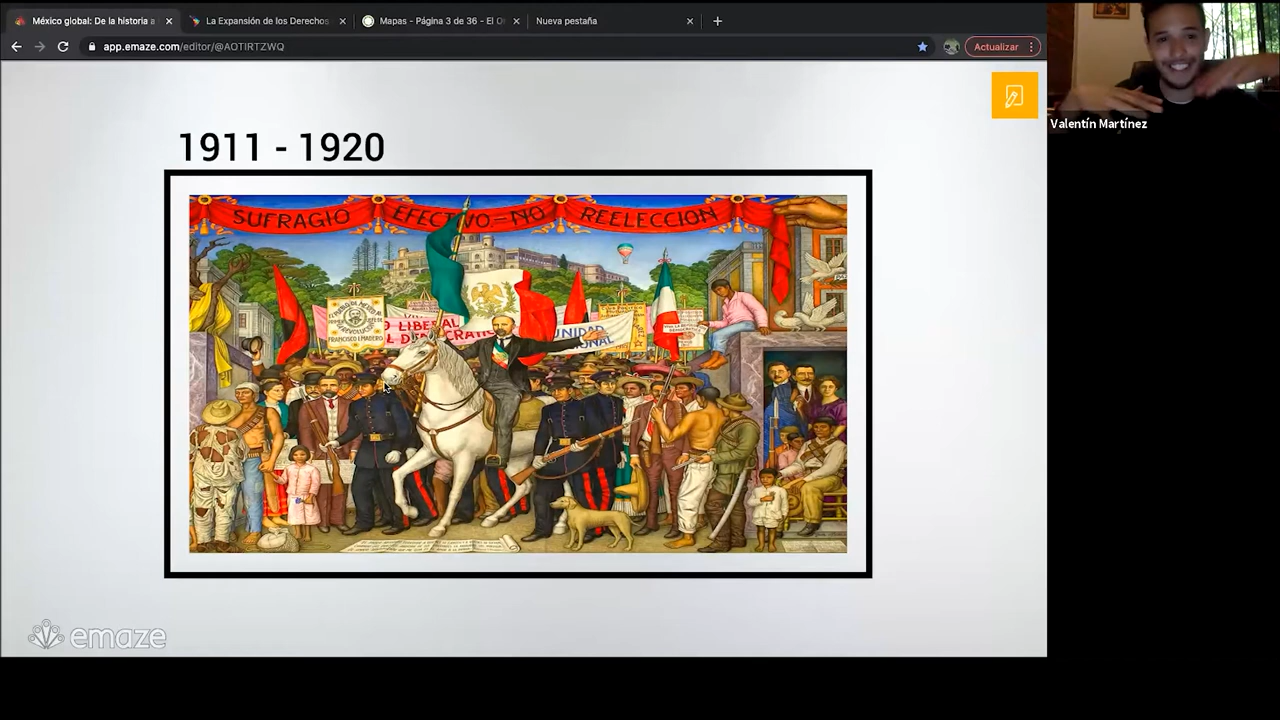 México global: De la historia a
La Expansión de los Derechos
Mapas - Página 3 de 36 - El O
Nueva pestaña
app.emaze.com/editor/@AOTIRTZWQ
Actualizar
Valentín Martínez
1911 - 1920
SUFRAGIO EFECTIVO.-NO REELECCION
O LIBERAL
UNIDAD
FRANCISCO I. MADERO
emaze